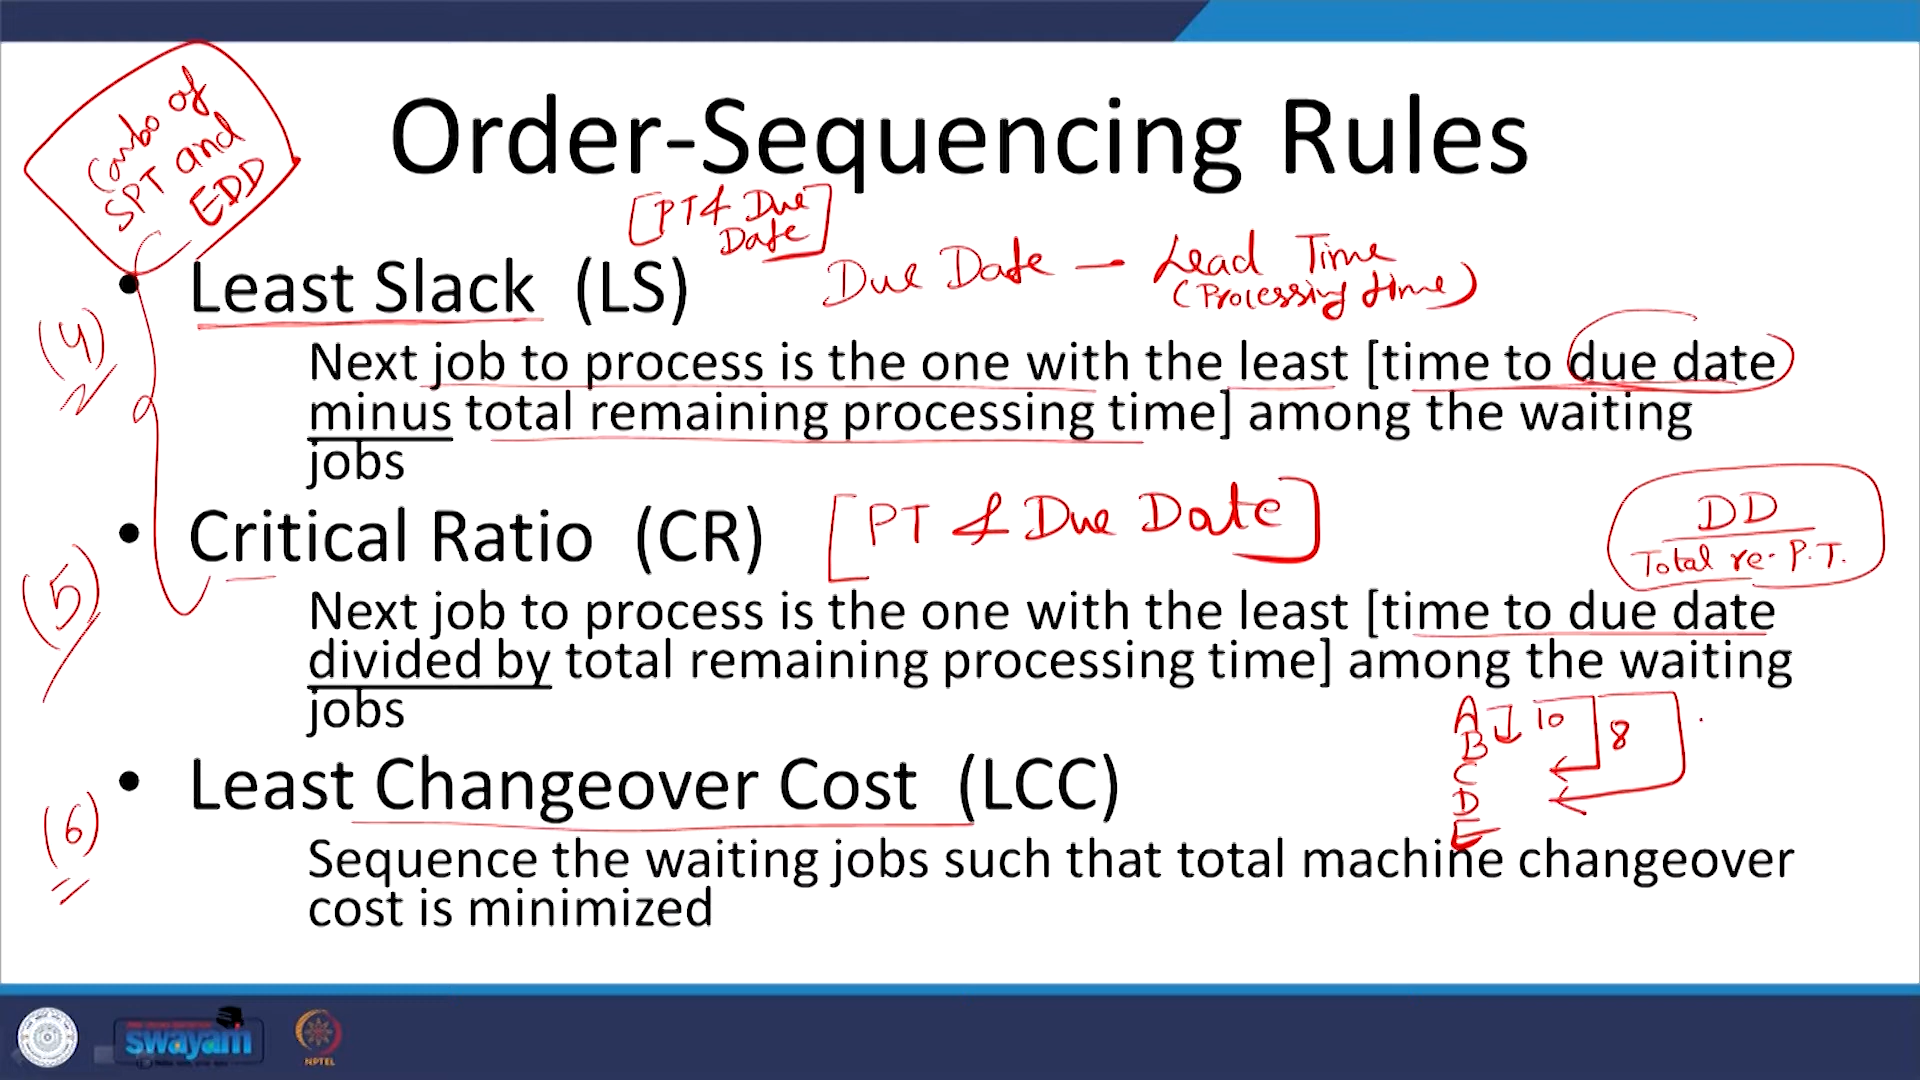 Combo of
SPT and
EDD
Order-Sequencing Rules
[PT & Due
Date]
Due Date - Lead Time
(Processing time)
(4)
• Least Slack (LS)
Next job to process is the one with the least [time to due date
minus total remaining processing time] among the waiting
jobs
(5)
• Critical Ratio (CR)
[PT & Due Date]
DD
Total re. P.T.
Next job to process is the one with the least [time to due date
divided by total remaining processing time] among the waiting
jobs
A
10
8
B
C
D
E
(6)
• Least Changeover Cost (LCC)
Sequence the waiting jobs such that total machine changeover
cost is minimized
swayam
NPTEL